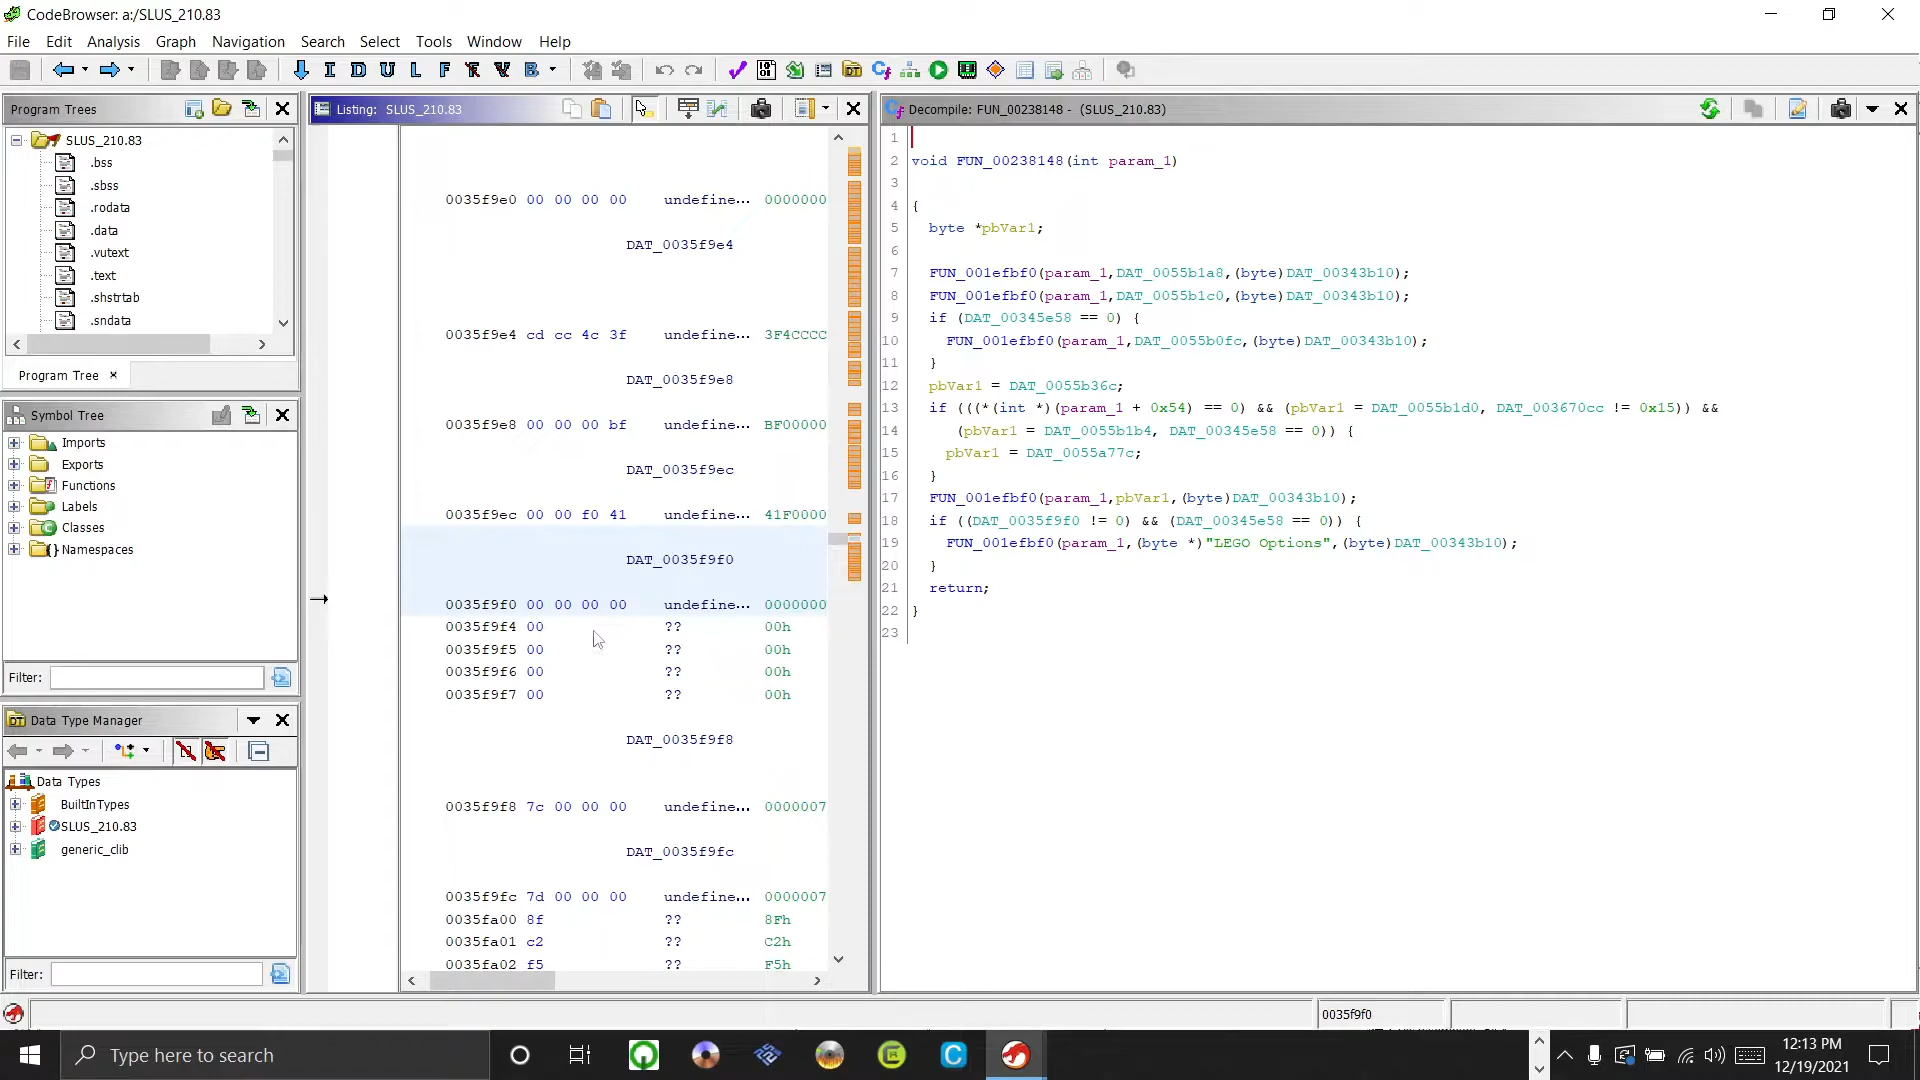 CodeBrowser: a:/SLUS_210.83
File Edit Analysis Graph Navigation Search Select Tools Window Help
Program Trees
SLUS_210.83
.bss
.sbss
.rodata
.data
.vutext
.text
.shstrtab
.sndata
Program Tree ×
Symbol Tree
Imports
Exports
Functions
Labels
Classes
Namespaces
Filter:
Data Type Manager
Data Types
BuiltInTypes
SLUS_210.83
generic_clib
Filter:
Listing: SLUS_210.83
0035f9e0 00 00 00 00 undefine... 0000000
DAT_0035f9e4
0035f9e4 cd cc 4c 3f undefine... 3F4CCCC
DAT_0035f9e8
0035f9e8 00 00 00 bf undefine... BF00000
DAT_0035f9ec
0035f9ec 00 00 f0 41 undefine... 41F0000
DAT_0035f9f0
0035f9f0 00 00 00 00 undefine... 0000000
0035f9f4 00 ?? 00h
0035f9f5 00 ?? 00h
0035f9f6 00 ?? 00h
0035f9f7 00 ?? 00h
DAT_0035f9f8
0035f9f8 7c 00 00 00 undefine... 0000007
DAT_0035f9fc
0035f9fc 7d 00 00 00 undefine... 0000007
0035fa00 8f ?? 8Fh
0035fa01 c2 ?? C2h
0035fa02 f5 ?? F5h
Decompile: FUN_00238148 - (SLUS_210.83)
1
2 void FUN_00238148(int param_1)
3
4 {
5 byte *pbVar1;
6
7 FUN_001efbf0(param_1,DAT_0055b1a8,(byte)DAT_00343b10);
8 FUN_001efbf0(param_1,DAT_0055b1c0,(byte)DAT_00343b10);
9 if (DAT_00345e58 == 0) {
10 FUN_001efbf0(param_1,DAT_0055b0fc,(byte)DAT_00343b10);
11 }
12 pbVar1 = DAT_0055b36c;
13 if (((*(int *)(param_1 + 0x54) == 0) && (pbVar1 = DAT_0055b1d0, DAT_003670cc != 0x15)) &&
14 (pbVar1 = DAT_0055b1b4, DAT_00345e58 == 0)) {
15 pbVar1 = DAT_0055a77c;
16 }
17 FUN_001efbf0(param_1,pbVar1,(byte)DAT_00343b10);
18 if ((DAT_0035f9f0 != 0) && (DAT_00345e58 == 0)) {
19 FUN_001efbf0(param_1,(byte *)"LEGO Options",(byte)DAT_00343b10);
20 }
21 return;
22 }
23
0035f9f0
Type here to search
12:13 PM
12/19/2021